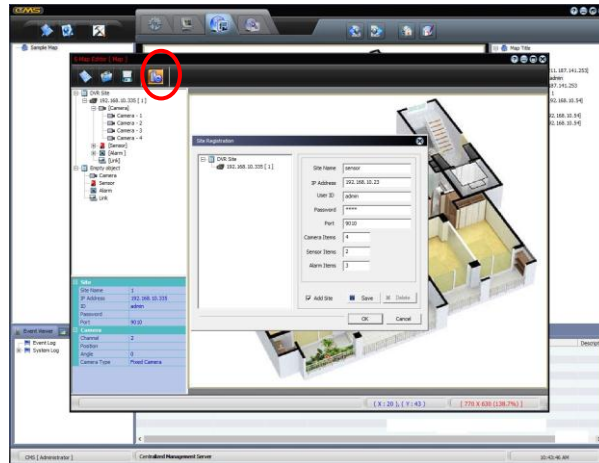 CMS
Sample Map
Map Title
E-Map Editor [ Map ]
DVR Site
192.168.10.335 [ 1 ]
[Camera]
Camera - 1
Camera - 2
Camera - 3
Camera - 4
[Sensor]
[Alarm]
[Link]
Empty object
Camera
Sensor
Alarm
Link
Site Registration
DVR Site
192.168.10.335 [ 1 ]
Site Name sensor
IP Address 192.168.10.23
User ID admin
Password ****
Port 9010
Camera Items 4
Sensor Items 2
Alarm Items 3
Add Site Save Delete
OK Cancel
Site
Site Name 1
IP Address 192.168.10.335
ID admin
Password
Port 9010
Camera
Channel 2
Position
Angle 0
Camera Type Fixed Camera
Event Viewer
Event Log
System Log
( X : 20 ), ( Y : 43 ) [ 770 X 630 (138.7%) ]
CMS [ Administrator ] Centralized Management Server 10:43:46 AM